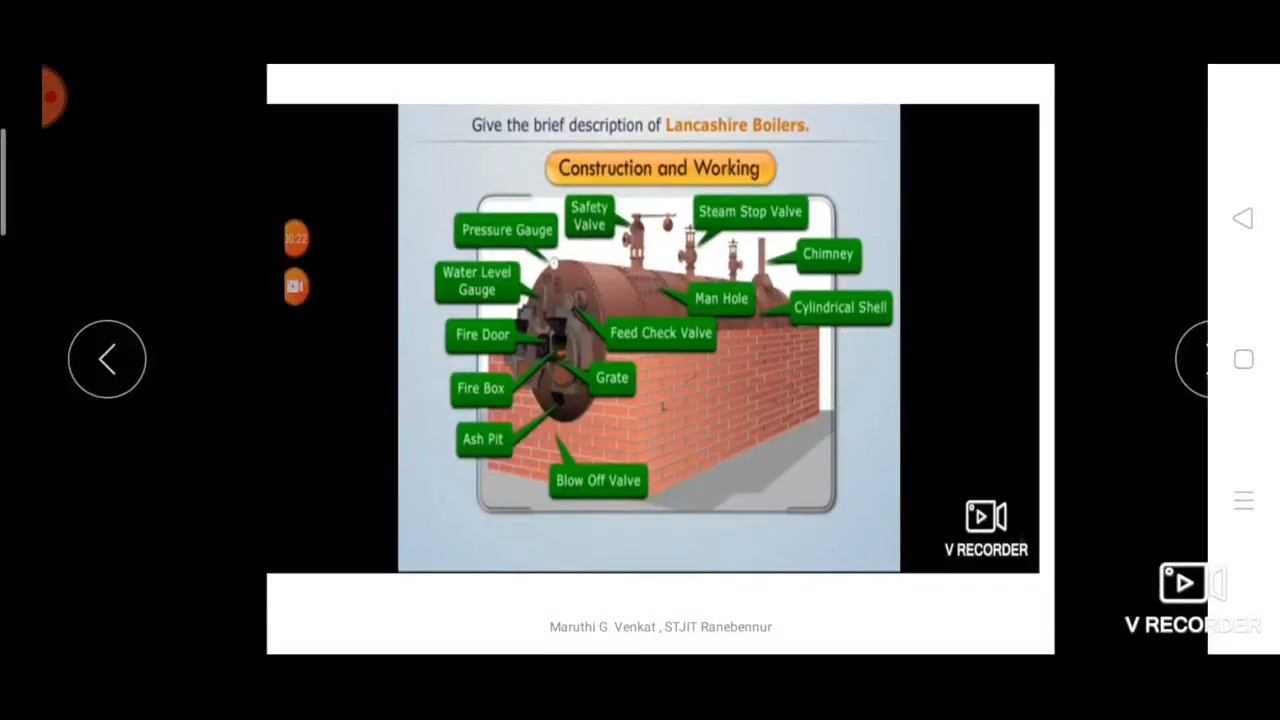 Give the brief description of Lancashire Boilers.
Construction and Working
Safety
Valve
Steam Stop Valve
Pressure Gauge
Chimney
Water Level
Gauge
Man Hole
Cylindrical Shell
Fire Door
Feed Check Valve
Grate
Fire Box
Ash Pit
Blow Off Valve
00:22
V RECORDER
V RECORDER
Maruthi G Venkat , STJIT Ranebennur